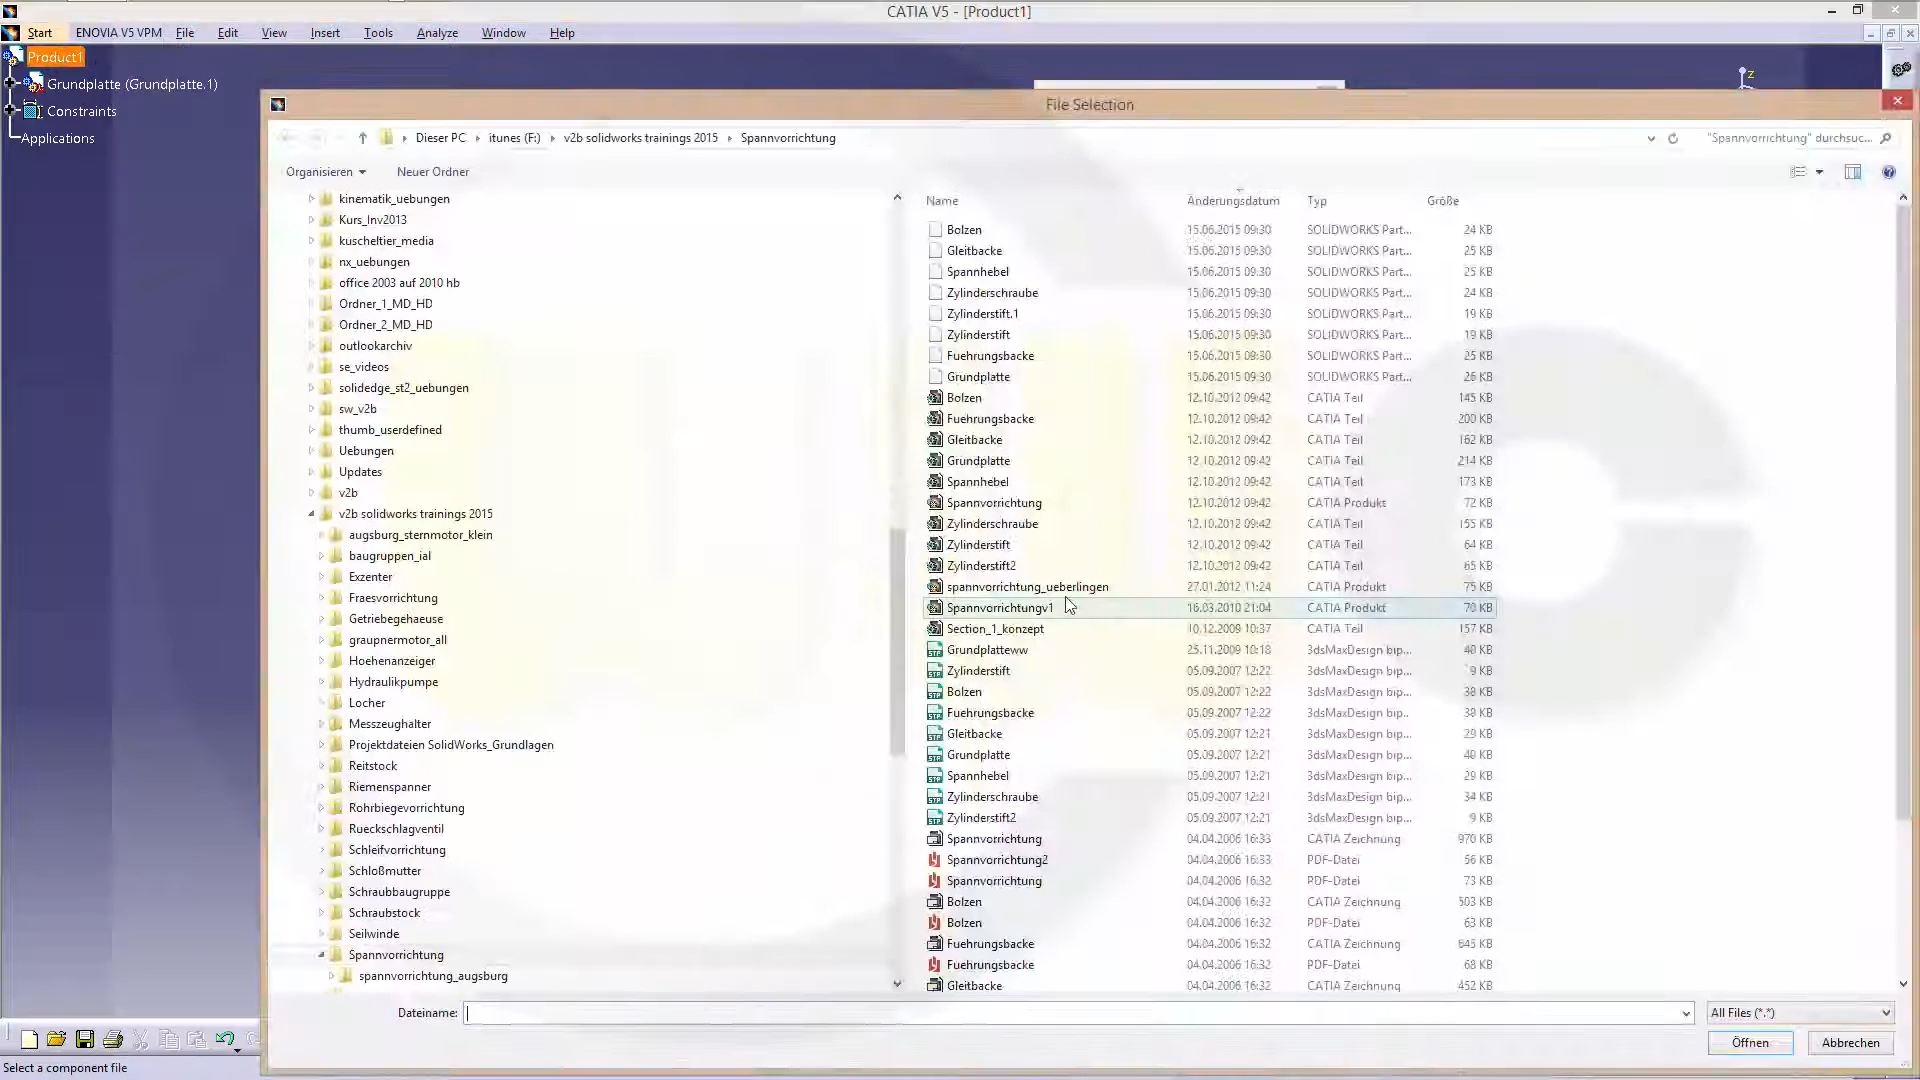 CATIA V5 - [Product1]
Start ENOVIA V5 VPM File Edit View Insert Tools Analyze Window Help
Product1
Grundplatte (Grundplatte.1)
Constraints
Applications
z
File Selection
Dieser PC itunes (F:) v2b solidworks trainings 2015 Spannvorrichtung "Spannvorrichtung" durchsuc...
Organisieren Neuer Ordner
kinematik_uebungen
Kurs_Inv2013
kuscheltier_media
nx_uebungen
office 2003 auf 2010 hb
Ordner_1_MD_HD
Ordner_2_MD_HD
outlookarchiv
se_videos
solidedge_st2_uebungen
sw_v2b
thumb_userdefined
Uebungen
Updates
v2b
v2b solidworks trainings 2015
augsburg_sternmotor_klein
baugruppen_ial
Exzenter
Fraesvorrichtung
Getriebegehaeuse
graupnermotor_all
Hoehenanzeiger
Hydraulikpumpe
Locher
Messzeughalter
Projektdateien SolidWorks_Grundlagen
Reitstock
Riemenspanner
Rohrbiegevorrichtung
Rueckschlagventil
Schleifvorrichtung
Schloßmutter
Schraubbaugruppe
Schraubstock
Seilwinde
Spannvorrichtung
spannvorrichtung_augsburg
Name Änderungsdatum Typ Größe
Bolzen 15.06.2015 09:30 SOLIDWORKS Part... 24 KB
Gleitbacke 15.06.2015 09:30 SOLIDWORKS Part... 25 KB
Spannhebel 15.06.2015 09:30 SOLIDWORKS Part... 25 KB
Zylinderschraube 15.06.2015 09:30 SOLIDWORKS Part... 24 KB
Zylinderstift.1 15.06.2015 09:30 SOLIDWORKS Part... 19 KB
Zylinderstift 15.06.2015 09:30 SOLIDWORKS Part... 19 KB
Fuehrungsbacke 15.06.2015 09:30 SOLIDWORKS Part... 25 KB
Grundplatte 15.06.2015 09:30 SOLIDWORKS Part... 26 KB
Bolzen 12.10.2012 09:42 CATIA Teil 145 KB
Fuehrungsbacke 12.10.2012 09:42 CATIA Teil 200 KB
Gleitbacke 12.10.2012 09:42 CATIA Teil 162 KB
Grundplatte 12.10.2012 09:42 CATIA Teil 214 KB
Spannhebel 12.10.2012 09:42 CATIA Teil 173 KB
Spannvorrichtung 12.10.2012 09:42 CATIA Produkt 72 KB
Zylinderschraube 12.10.2012 09:42 CATIA Teil 155 KB
Zylinderstift 12.10.2012 09:42 CATIA Teil 64 KB
Zylinderstift2 12.10.2012 09:42 CATIA Teil 65 KB
spannvorrichtung_ueberlingen 27.01.2012 11:24 CATIA Produkt 75 KB
Spannvorrichtungv1 16.03.2010 21:04 CATIA Produkt 70 KB
Section_1_konzept 10.12.2009 10:37 CATIA Teil 157 KB
Grundplatteww 25.11.2009 10:18 3dsMaxDesign bip... 40 KB
Zylinderstift 05.09.2007 12:22 3dsMaxDesign bip... 9 KB
Bolzen 05.09.2007 12:22 3dsMaxDesign bip... 38 KB
Fuehrungsbacke 05.09.2007 12:22 3dsMaxDesign bip... 39 KB
Gleitbacke 05.09.2007 12:21 3dsMaxDesign bip... 29 KB
Grundplatte 05.09.2007 12:21 3dsMaxDesign bip... 40 KB
Spannhebel 05.09.2007 12:21 3dsMaxDesign bip... 29 KB
Zylinderschraube 05.09.2007 12:21 3dsMaxDesign bip... 34 KB
Zylinderstift2 05.09.2007 12:21 3dsMaxDesign bip... 9 KB
Spannvorrichtung 04.04.2006 16:33 CATIA Zeichnung 970 KB
Spannvorrichtung2 04.04.2006 16:33 PDF-Datei 56 KB
Spannvorrichtung 04.04.2006 16:32 PDF-Datei 73 KB
Bolzen 04.04.2006 16:32 CATIA Zeichnung 503 KB
Bolzen 04.04.2006 16:32 PDF-Datei 63 KB
Fuehrungsbacke 04.04.2006 16:32 CATIA Zeichnung 645 KB
Fuehrungsbacke 04.04.2006 16:32 PDF-Datei 68 KB
Gleitbacke 04.04.2006 16:32 CATIA Zeichnung 452 KB
Dateiname: All Files (*.*)
Öffnen Abbrechen
Select a component file